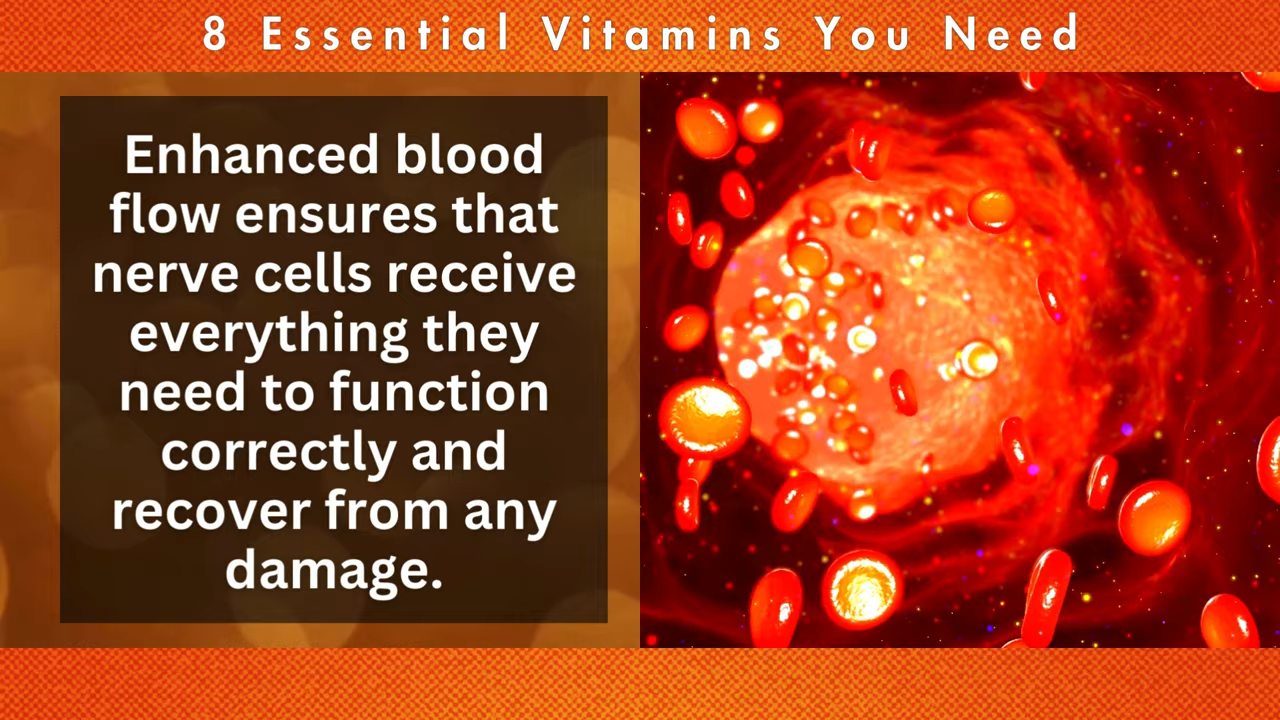 8 Essential Vitamins You Need
Enhanced blood
flow ensures that
nerve cells receive
everything they
need to function
correctly and
recover from any
damage.